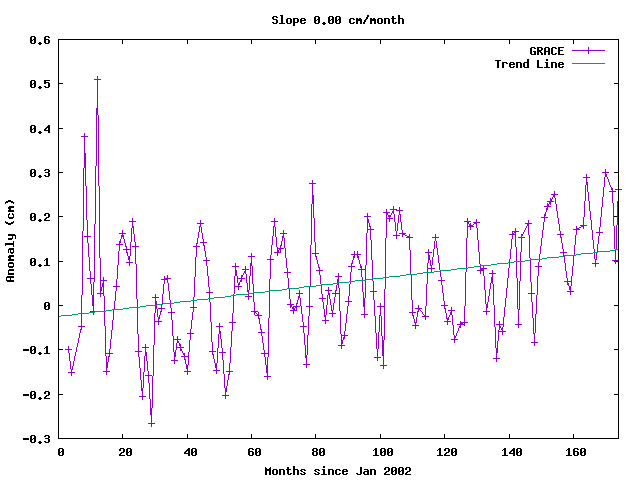 Slope 0.00 cm/month
0.6
GRACE
Trend Line
0.5
0.4
0.3
0.2
Anomaly (cm)
0.1
0
-0.1
-0.2
-0.3
0 20 40 60 80 100 120 140 160
Months since Jan 2002